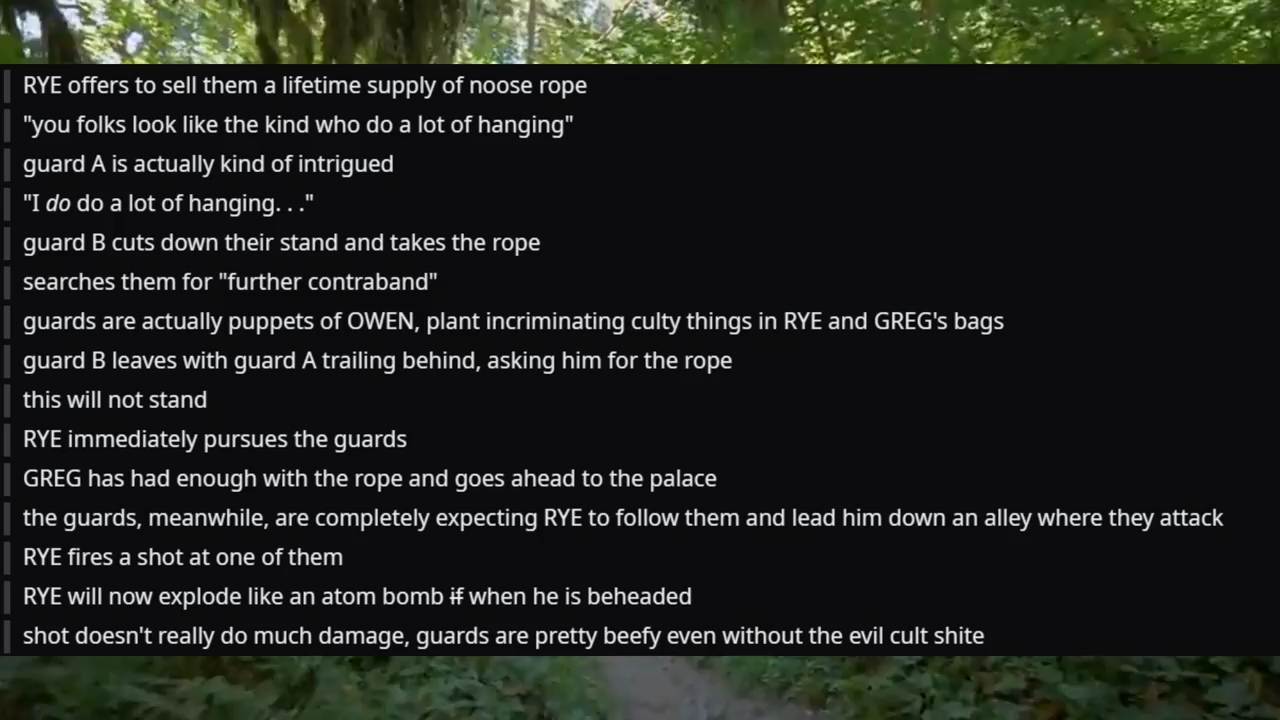 RYE offers to sell them a lifetime supply of noose rope
"you folks look like the kind who do a lot of hanging"
guard A is actually kind of intrigued
"I do do a lot of hanging. . ."
guard B cuts down their stand and takes the rope
searches them for "further contraband"
guards are actually puppets of OWEN, plant incriminating culty things in RYE and GREG's bags
guard B leaves with guard A trailing behind, asking him for the rope
this will not stand
RYE immediately pursues the guards
GREG has had enough with the rope and goes ahead to the palace
the guards, meanwhile, are completely expecting RYE to follow them and lead him down an alley where they attack
RYE fires a shot at one of them
RYE will now explode like an atom bomb if when he is beheaded
shot doesn't really do much damage, guards are pretty beefy even without the evil cult shite